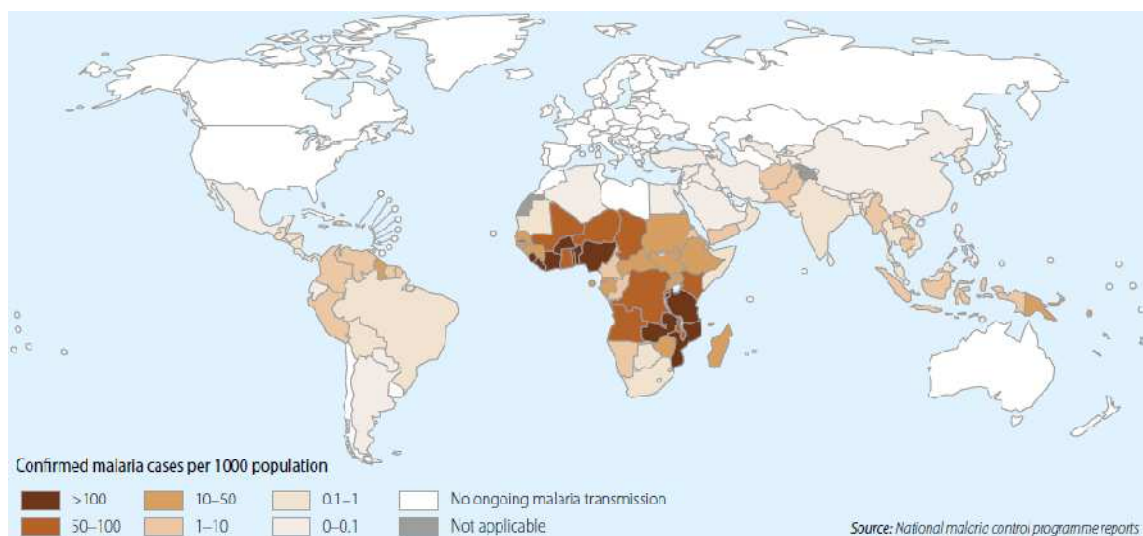 Confirmed malaria cases per 1000 population
>100
10–50
0.1–1
No ongoing malaria transmission
50–100
1–10
0–0.1
Not applicable
Source: National malaria control programme reports